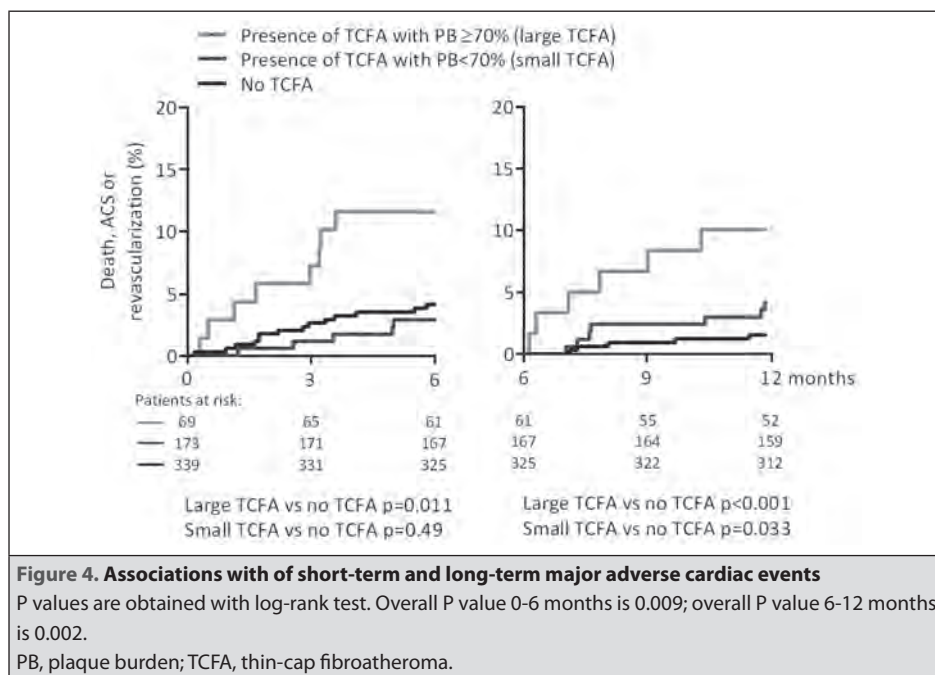 Presence of TCFA with PB ≥70% (large TCFA)
Presence of TCFA with PB<70% (small TCFA)
No TCFA
Death, ACS or
revascularization (%)
20
15
10
5
0
0 3 6
20
15
10
5
0
6 9 12 months
Patients at risk:
69 65 61 61 55 52
173 171 167 167 164 159
339 331 325 325 322 312
Large TCFA vs no TCFA p=0.011
Small TCFA vs no TCFA p=0.49
Large TCFA vs no TCFA p<0.001
Small TCFA vs no TCFA p=0.033
Figure 4. Associations with of short-term and long-term major adverse cardiac events
P values are obtained with log-rank test. Overall P value 0-6 months is 0.009; overall P value 6-12 months
is 0.002.
PB, plaque burden; TCFA, thin-cap fibroatheroma.